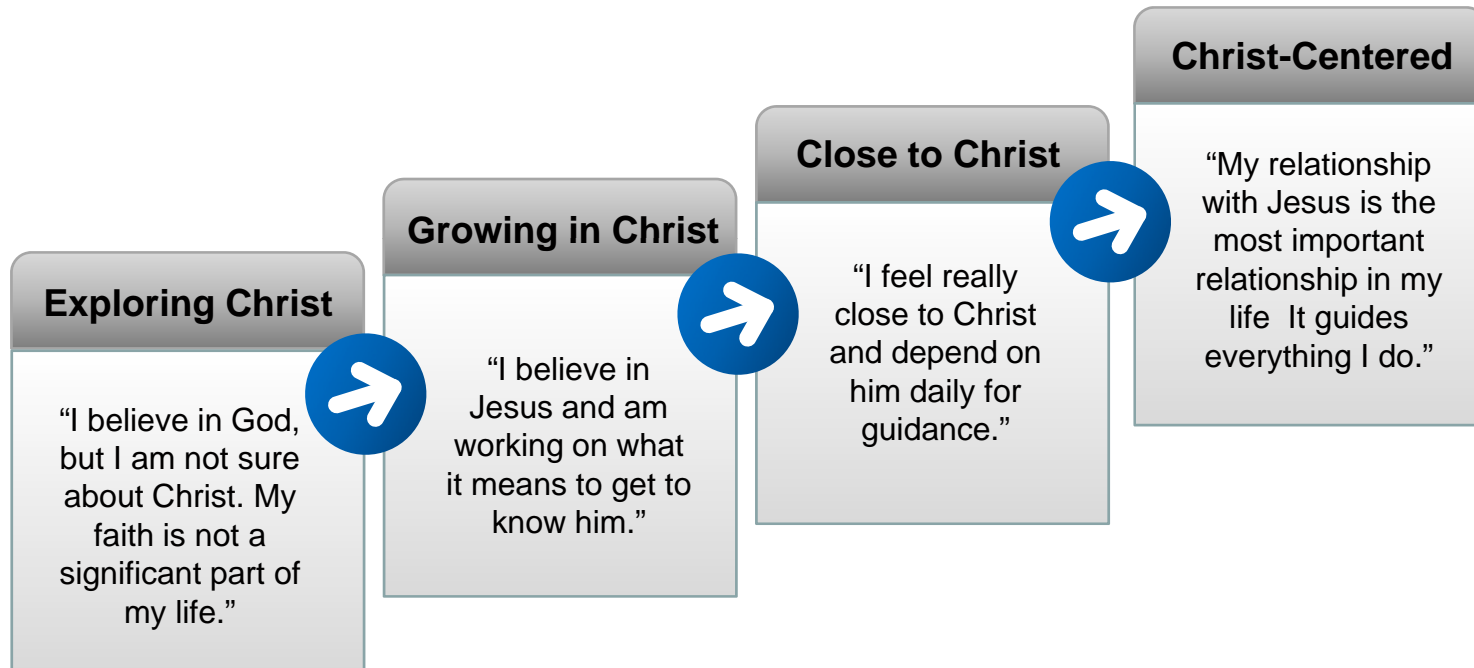 Exploring Christ
“I believe in God,
but I am not sure
about Christ. My
faith is not a
significant part of
my life.”
Growing in Christ
“I believe in
Jesus and am
working on what
it means to get to
know him.”
Close to Christ
“I feel really
close to Christ
and depend on
him daily for
guidance.”
Christ-Centered
“My relationship
with Jesus is the
most important
relationship in my
life  It guides
everything I do.”